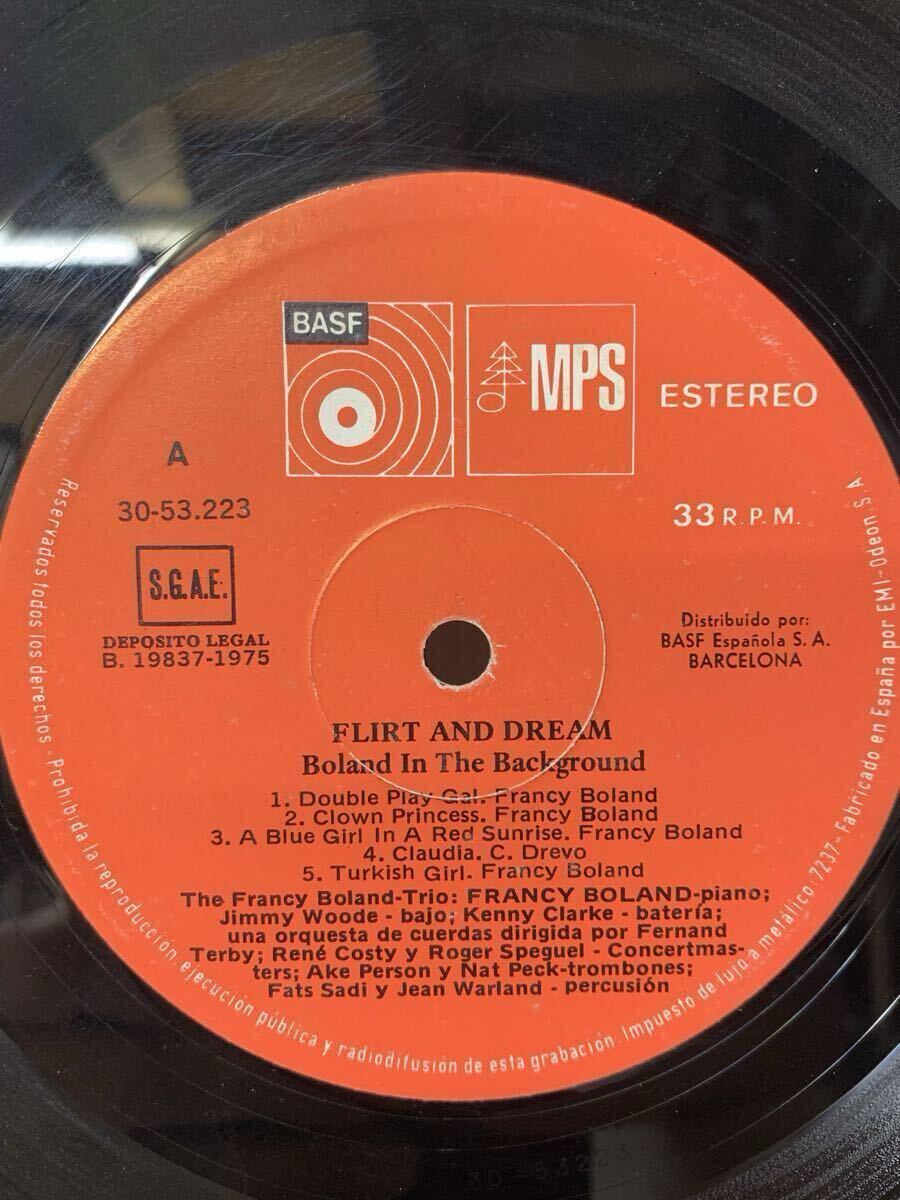 BASF
MPS
ESTEREO
A
30-53.223
33 R.P.M.
S.G.A.E.
DEPOSITO LEGAL
B. 19837-1975
Distribuido por:
BASF Española S. A.
BARCELONA
FLIRT AND DREAM
Boland In The Background
1. Double Play Gal. Francy Boland
2. Clown Princess. Francy Boland
3. A Blue Girl In A Red Sunrise. Francy Boland
4. Claudia. C. Drevo
5. Turkish Girl. Francy Boland
The Francy Boland-Trio: FRANCY BOLAND-piano;
Jimmy Woode - bajo; Kenny Clarke - batería;
una orquesta de cuerdas dirigida por Fernand
Terby; René Costy y Roger Speguel - Concertmas-
ters; Ake Person y Nat Peck-trombones;
Fats Sadi y Jean Warland - percusión
Reservados todos los derechos - Prohibida la reproducción, ejecución pública y radiodifusión de esta grabación. Impuesto de lujo a metálico: 7237- Fabricado en España por EMI-Odeon. S.A
30-53223